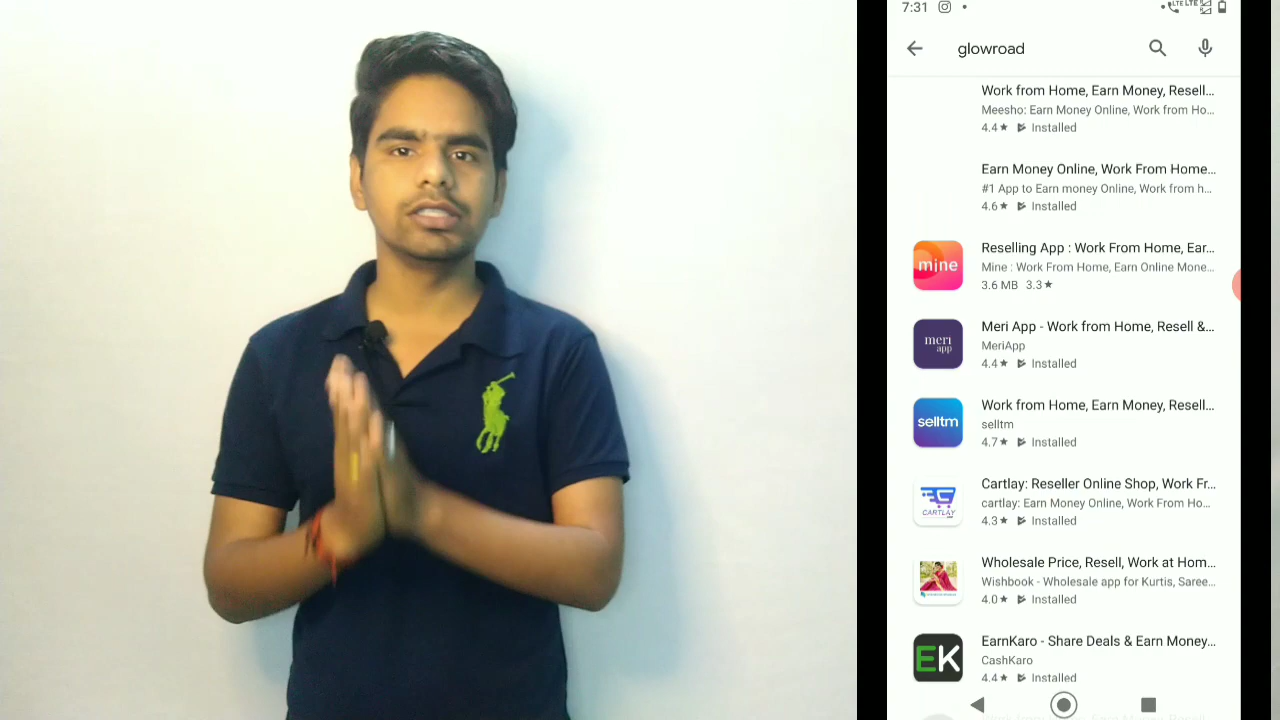 7:31
LTE LTE
glowroad
Work from Home, Earn Money, Resell...
Meesho: Earn Money Online, Work from Ho...
4.4★ Installed
Earn Money Online, Work From Home...
#1 App to Earn money Online, Work from h...
4.6★ Installed
mine
Reselling App : Work From Home, Ear...
Mine : Work From Home, Earn Online Mone...
3.6 MB 3.3★
meri
app
Meri App - Work from Home, Resell &...
MeriApp
4.4★ Installed
selltm
Work from Home, Earn Money, Resell...
selltm
4.7★ Installed
CARTLAY
Cartlay: Reseller Online Shop, Work Fr...
cartlay: Earn Money Online, Work From Ho...
4.3★ Installed
Wholesale Price, Resell, Work at Hom...
Wishbook - Wholesale app for Kurtis, Saree...
4.0★ Installed
EK
EarnKaro - Share Deals & Earn Money...
CashKaro
4.4★ Installed